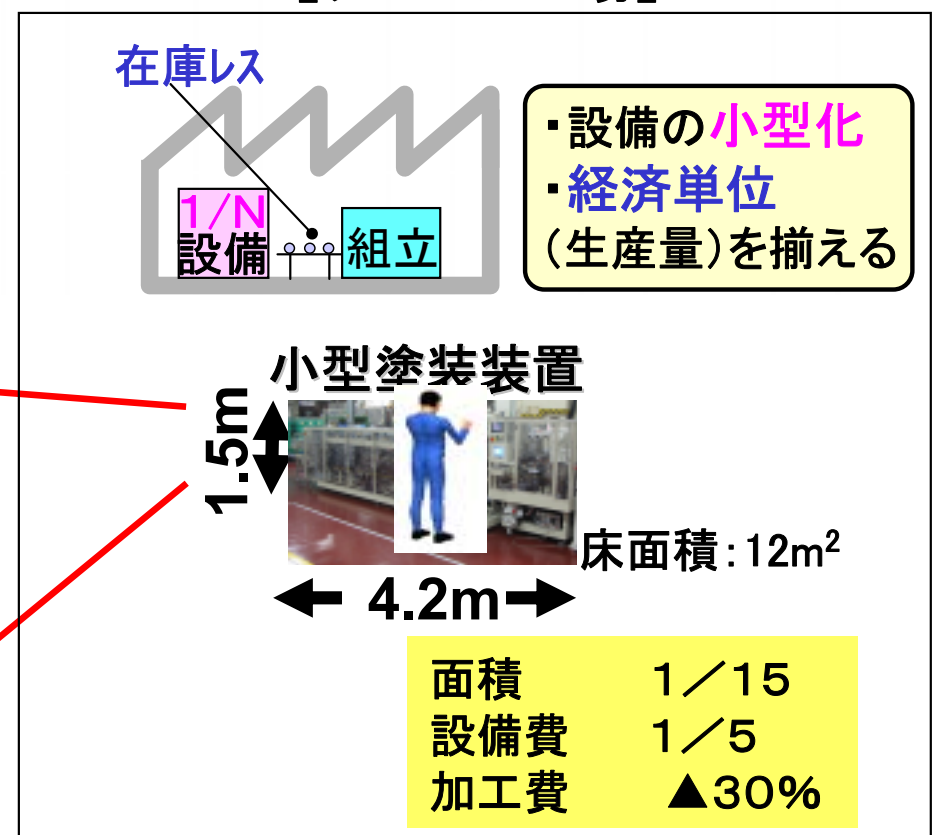 在庫レス
1/N
設備
組立
・設備の小型化
・経済単位
(生産量)を揃える
小型塗装装置
1.5m
4.2m
床面積:12m²
面積 1/15
設備費 1/5
加工費 ▲30%